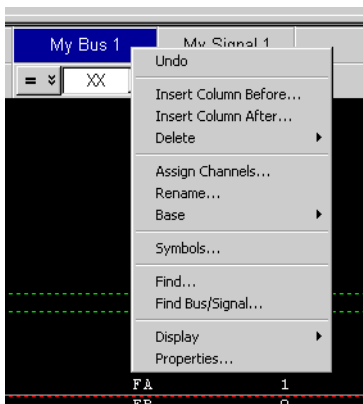 My Bus 1 My Signal 1
= XX
Undo
Insert Column Before...
Insert Column After...
Delete
Assign Channels...
Rename...
Base
Symbols...
Find...
Find Bus/Signal...
Display
Properties...
FA 1